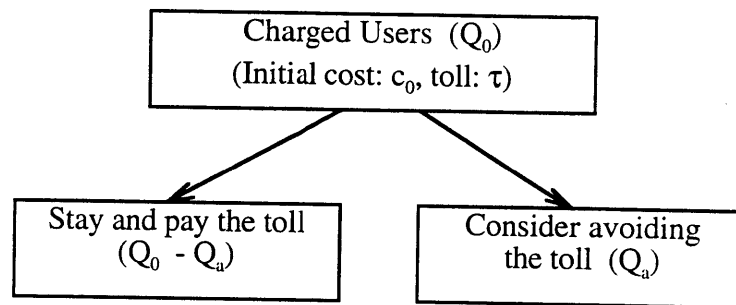 Charged Users (Q₀)
(Initial cost: c₀, toll: τ)
Stay and pay the toll
(Q₀ - Qₐ)
Consider avoiding
the toll (Qₐ)